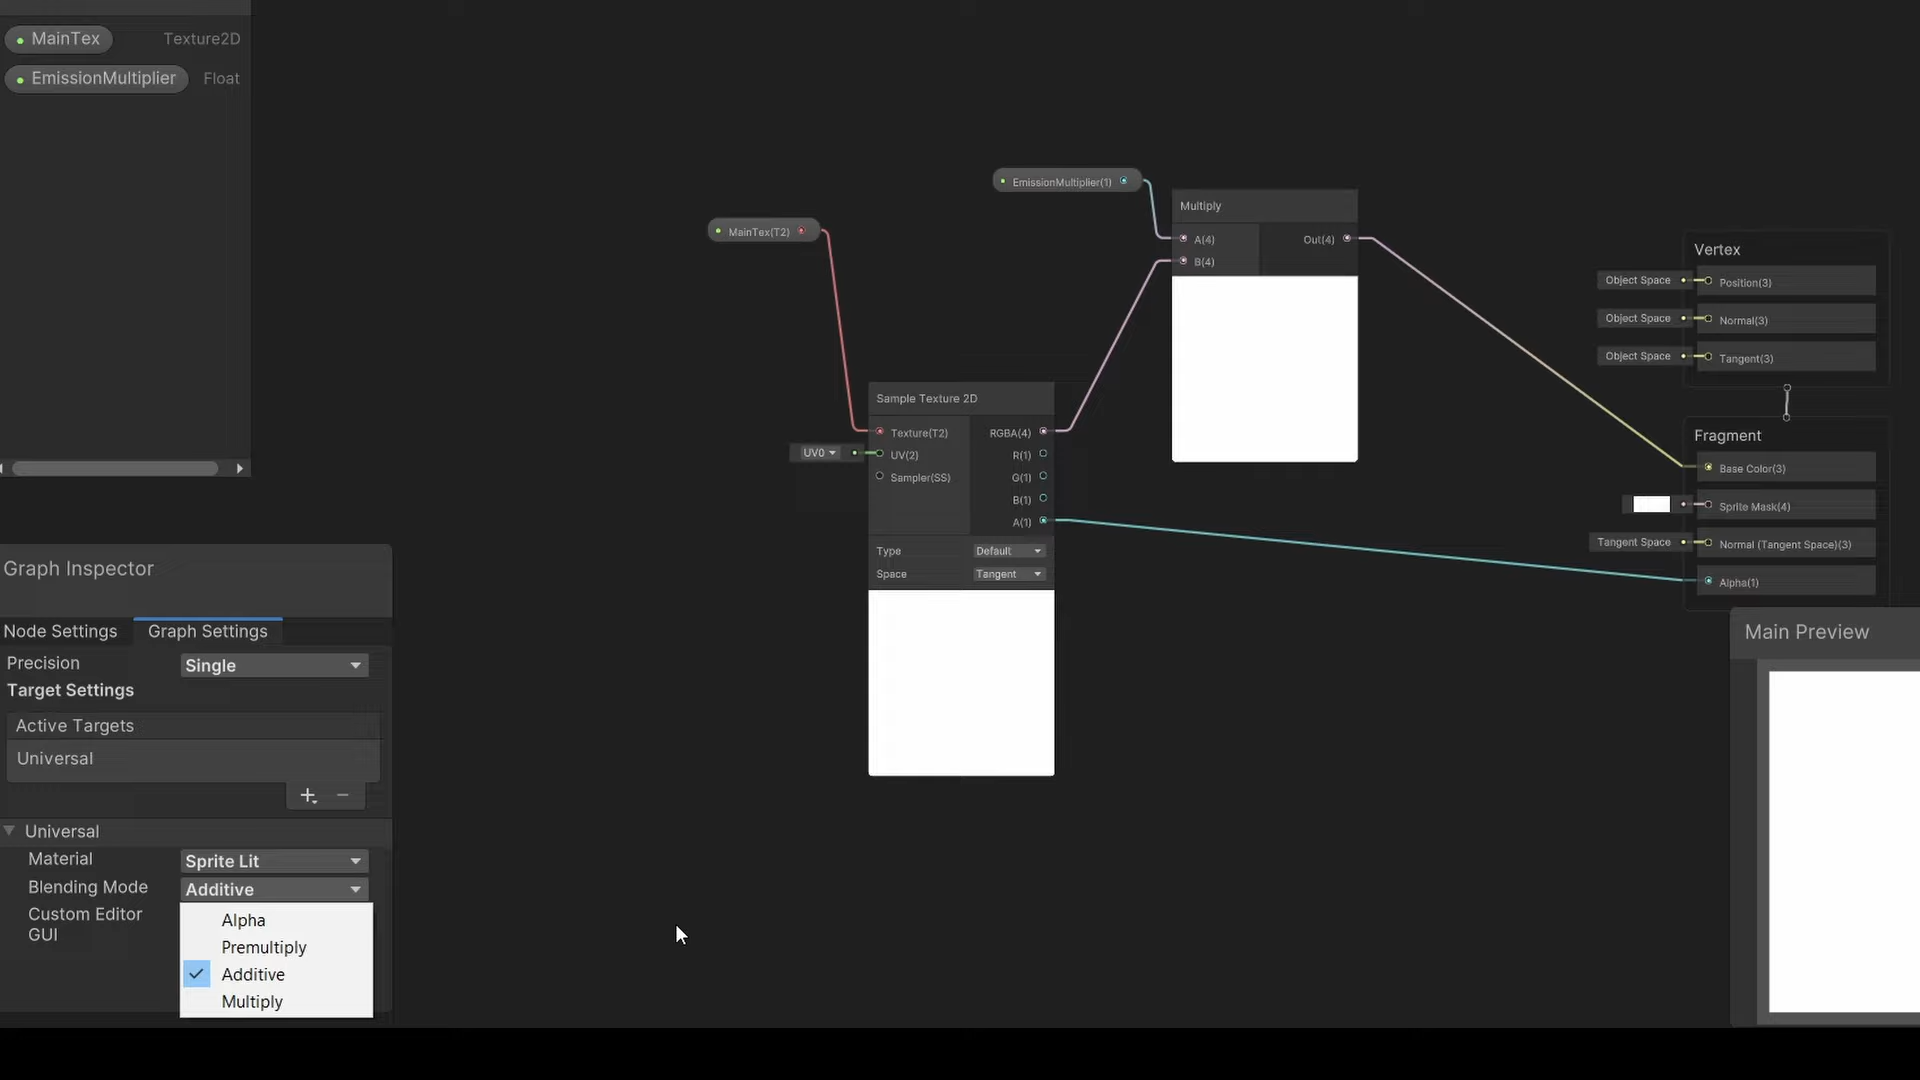 MainTex Texture2D
EmissionMultiplier Float
EmissionMultiplier(1)
MainTex(T2)
Multiply
A(4) Out(4)
B(4)
Sample Texture 2D
Texture(T2) RGBA(4)
UV0 UV(2) R(1)
Sampler(SS) G(1)
B(1)
A(1)
Type Default
Space Tangent
Vertex
Object Space Position(3)
Object Space Normal(3)
Object Space Tangent(3)
Fragment
Base Color(3)
Sprite Mask(4)
Tangent Space Normal (Tangent Space)(3)
Alpha(1)
Main Preview
Graph Inspector
Node Settings Graph Settings
Precision Single
Target Settings
Active Targets
Universal
Universal
Material Sprite Lit
Blending Mode Additive
Custom Editor
GUI
Alpha
Premultiply
Additive
Multiply